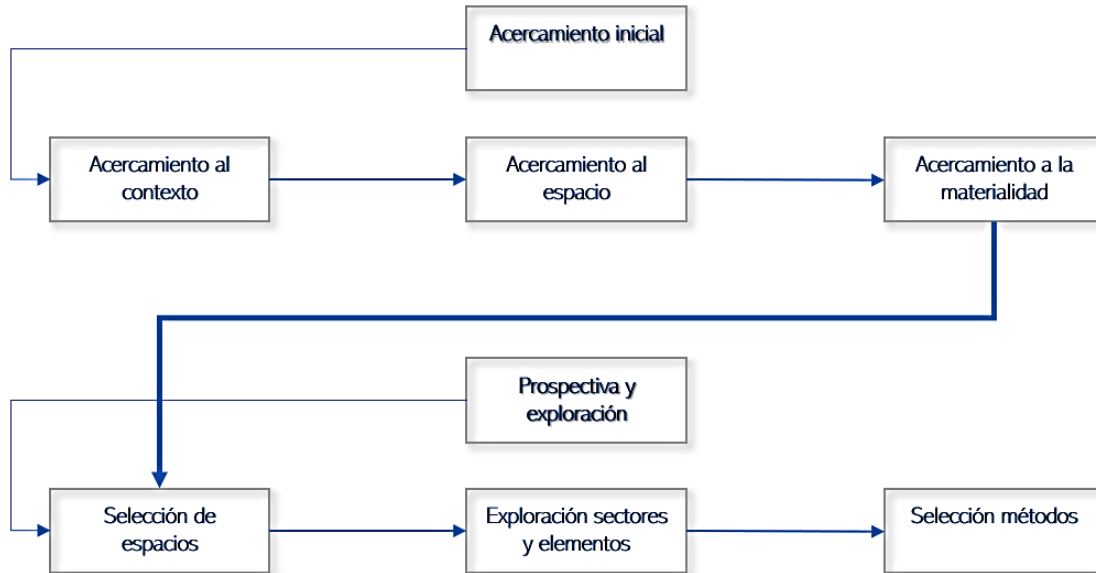 Acercamiento inicial
Acercamiento al
contexto
Acercamiento al
espacio
Acercamiento a la
materialidad
Prospectiva y
exploración
Selección de
espacios
Exploración sectores
y elementos
Selección métodos